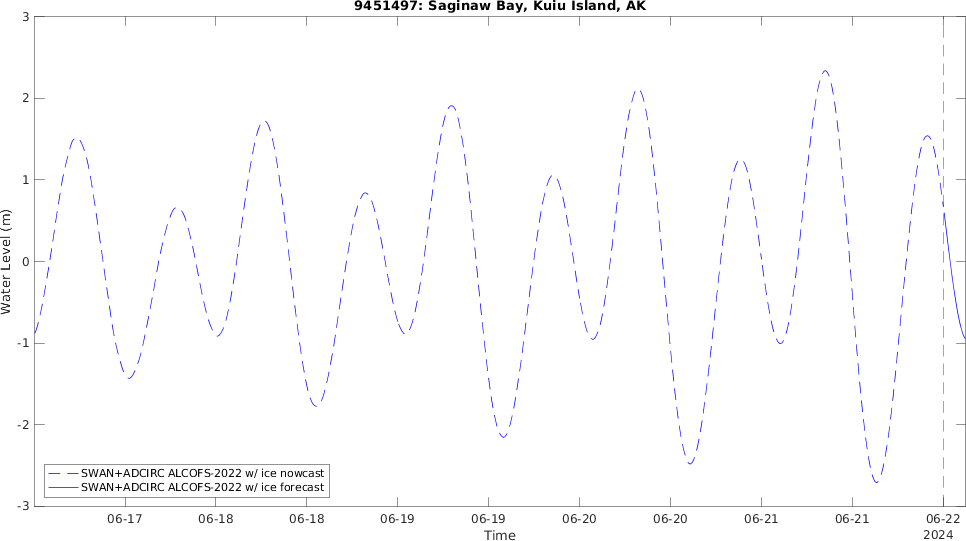 9451497: Saginaw Bay, Kuiu Island, AK
3
2
1
0
-1
-2
-3
Water Level (m)
SWAN+ADCIRC ALCOFS-2022 w/ ice nowcast
SWAN+ADCIRC ALCOFS-2022 w/ ice forecast
06-17 06-18 06-18 06-19 06-19 06-20 06-20 06-21 06-21 06-22
Time 2024